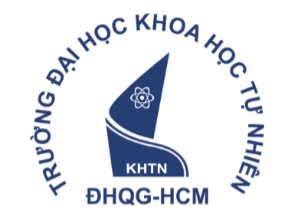 TRƯỜNG ĐẠI HỌC KHOA HỌC TỰ NHIÊN
KHTN
ĐHQG-HCM